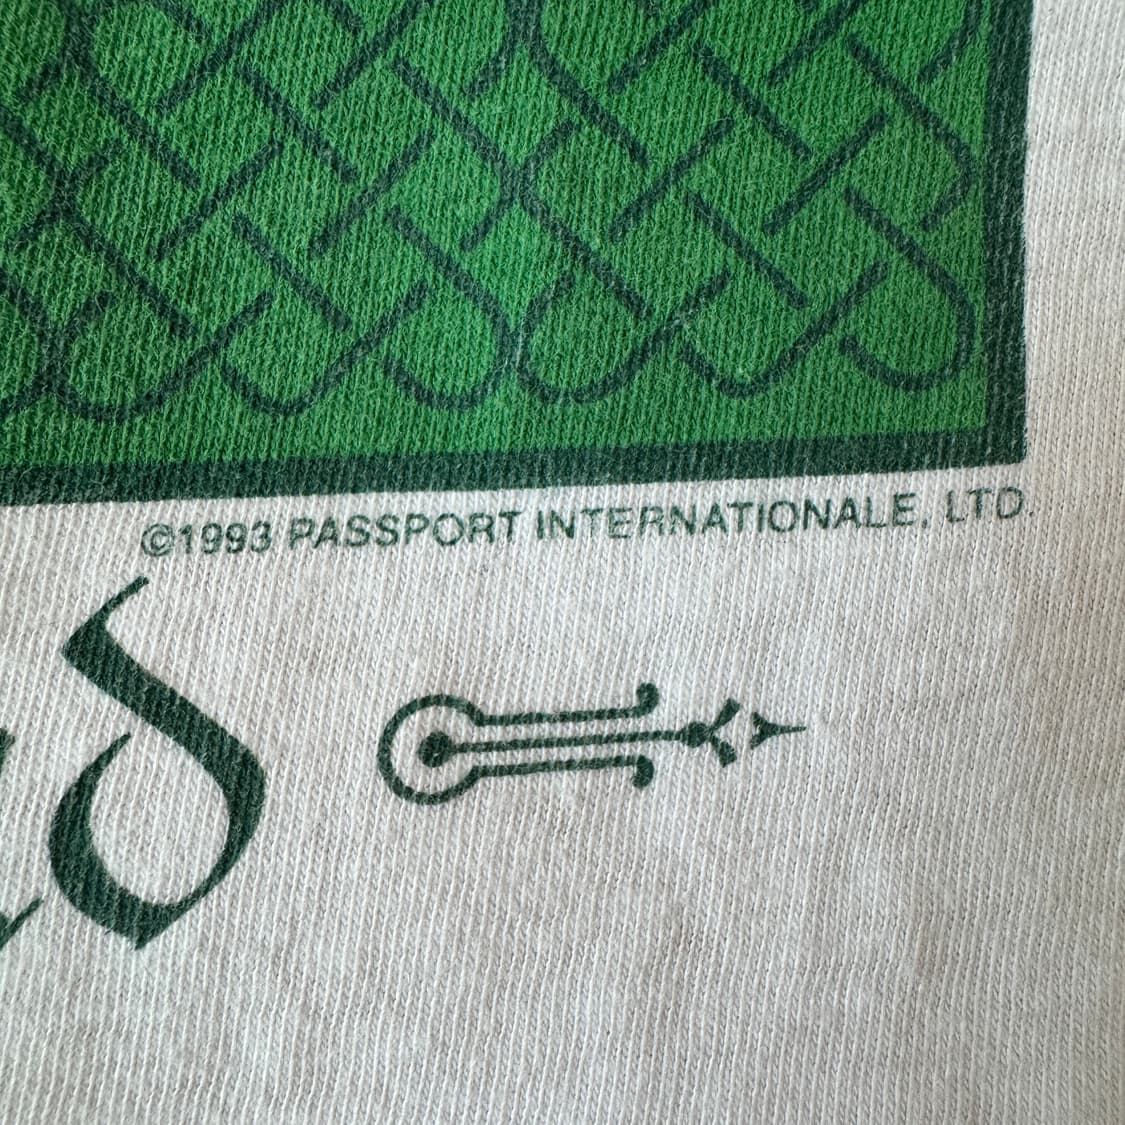 ©1993 PASSPORT INTERNATIONALE, LTD.
d